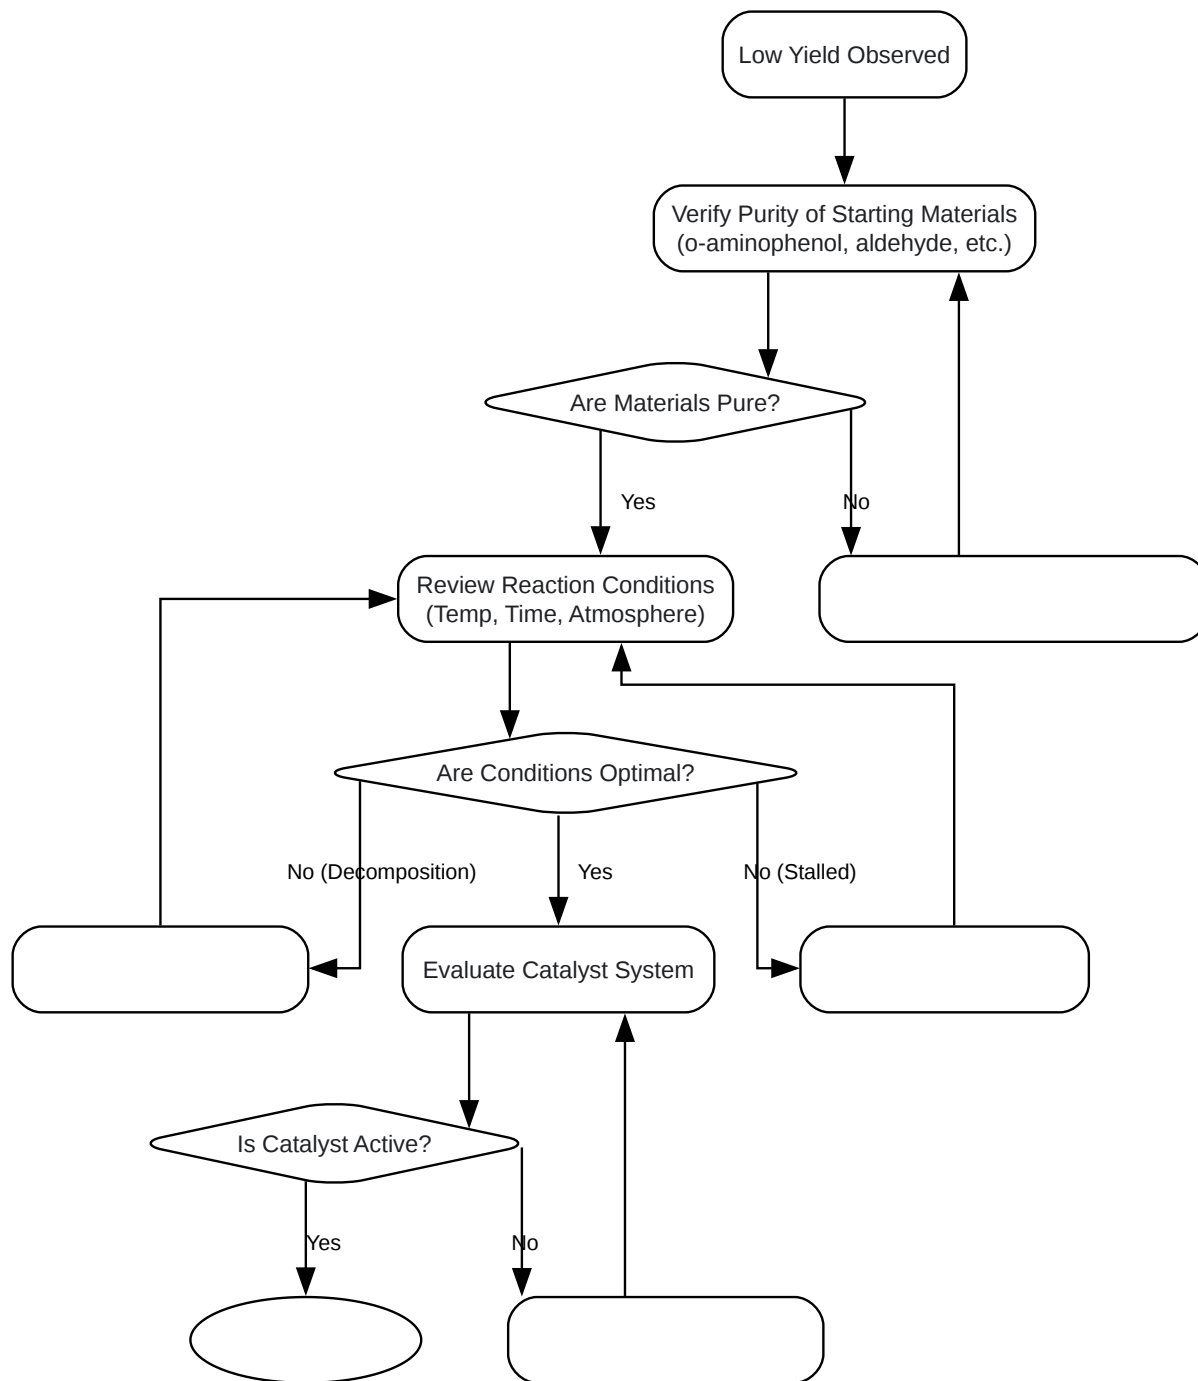 Low Yield Observed
Verify Purity of Starting Materials
(o-aminophenol, aldehyde, etc.)
Are Materials Pure?
Yes
No
Review Reaction Conditions
(Temp, Time, Atmosphere)
Are Conditions Optimal?
No (Decomposition)
Yes
No (Stalled)
Evaluate Catalyst System
Is Catalyst Active?
Yes
No